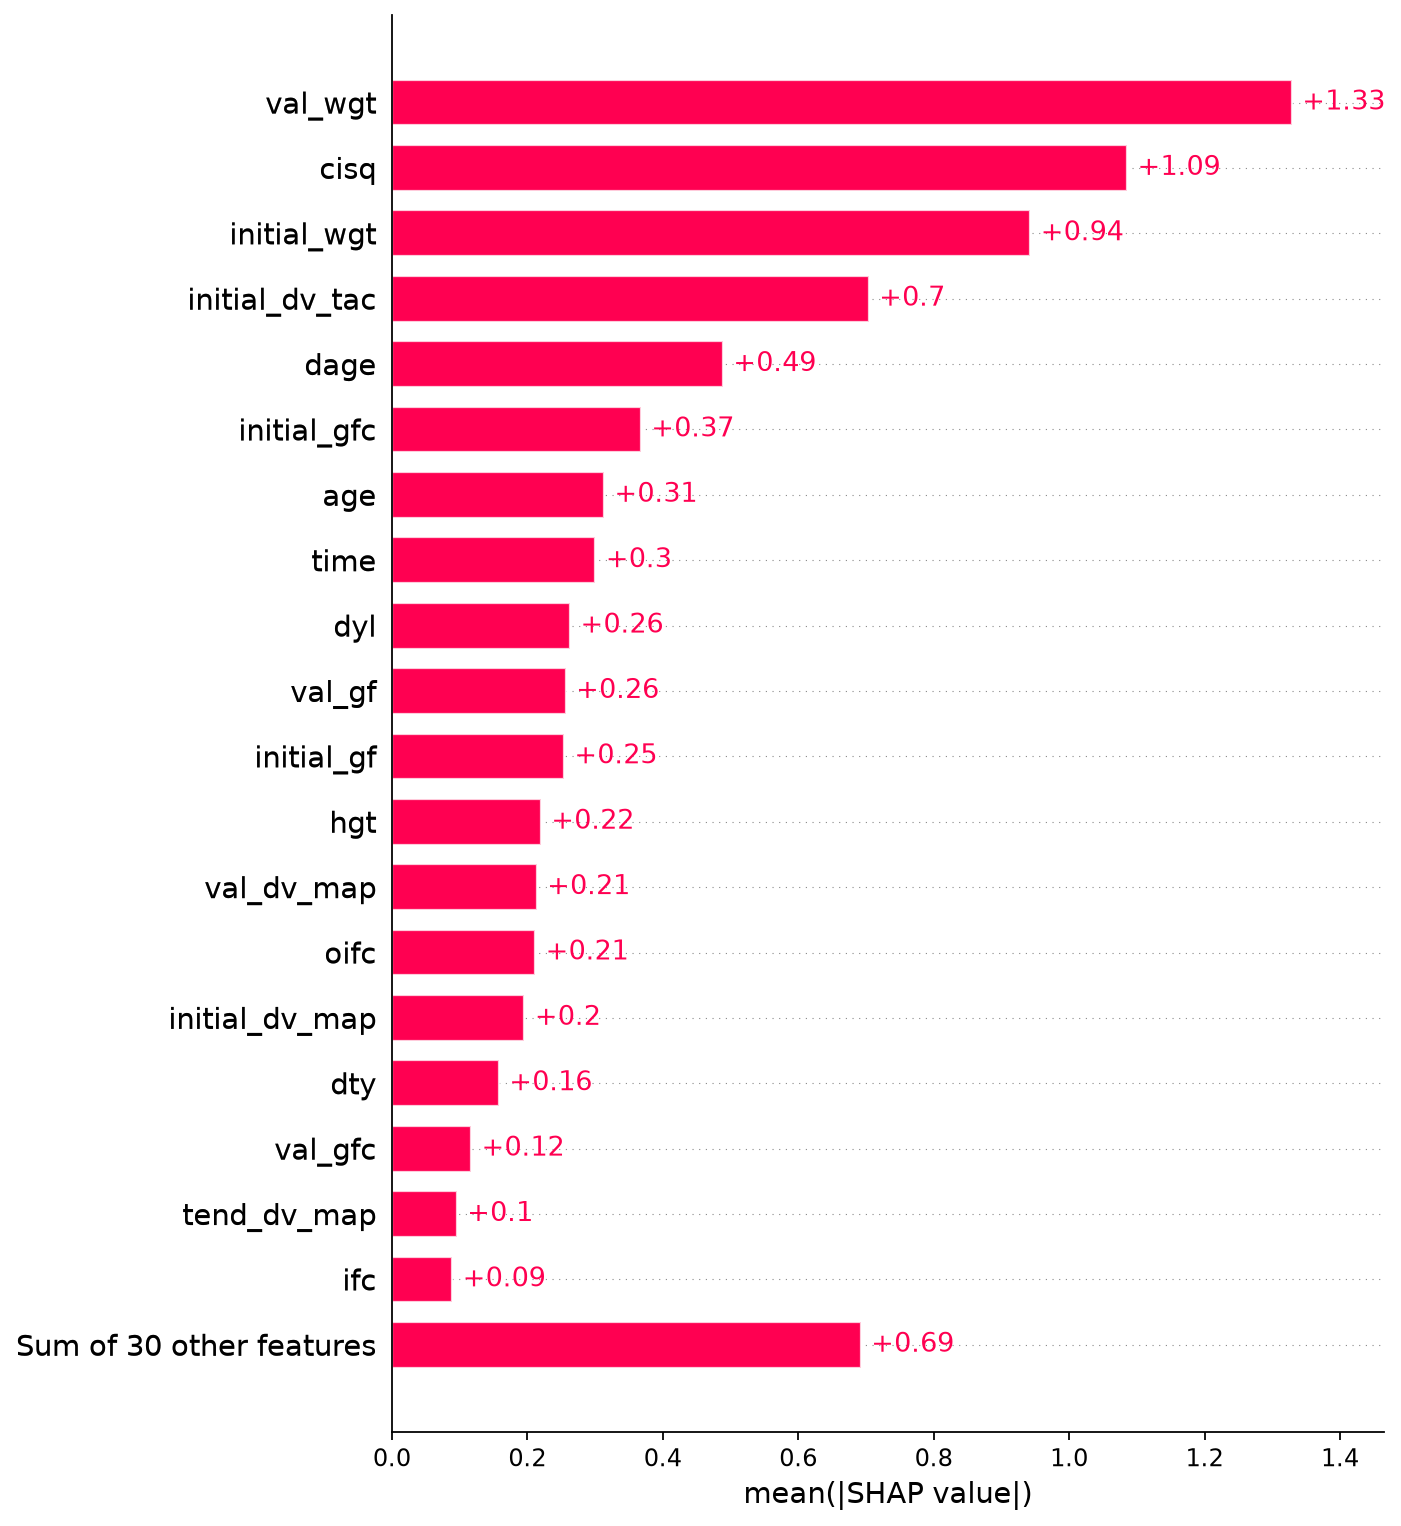 val_wgt +1.33
cisq +1.09
initial_wgt +0.94
initial_dv_tac +0.7
dage +0.49
initial_gfc +0.37
age +0.31
time +0.3
dyl +0.26
val_gf +0.26
initial_gf +0.25
hgt +0.22
val_dv_map +0.21
oifc +0.21
initial_dv_map +0.2
dty +0.16
val_gfc +0.12
tend_dv_map +0.1
ifc +0.09
Sum of 30 other features +0.69
0.0 0.2 0.4 0.6 0.8 1.0 1.2 1.4
mean(|SHAP value|)